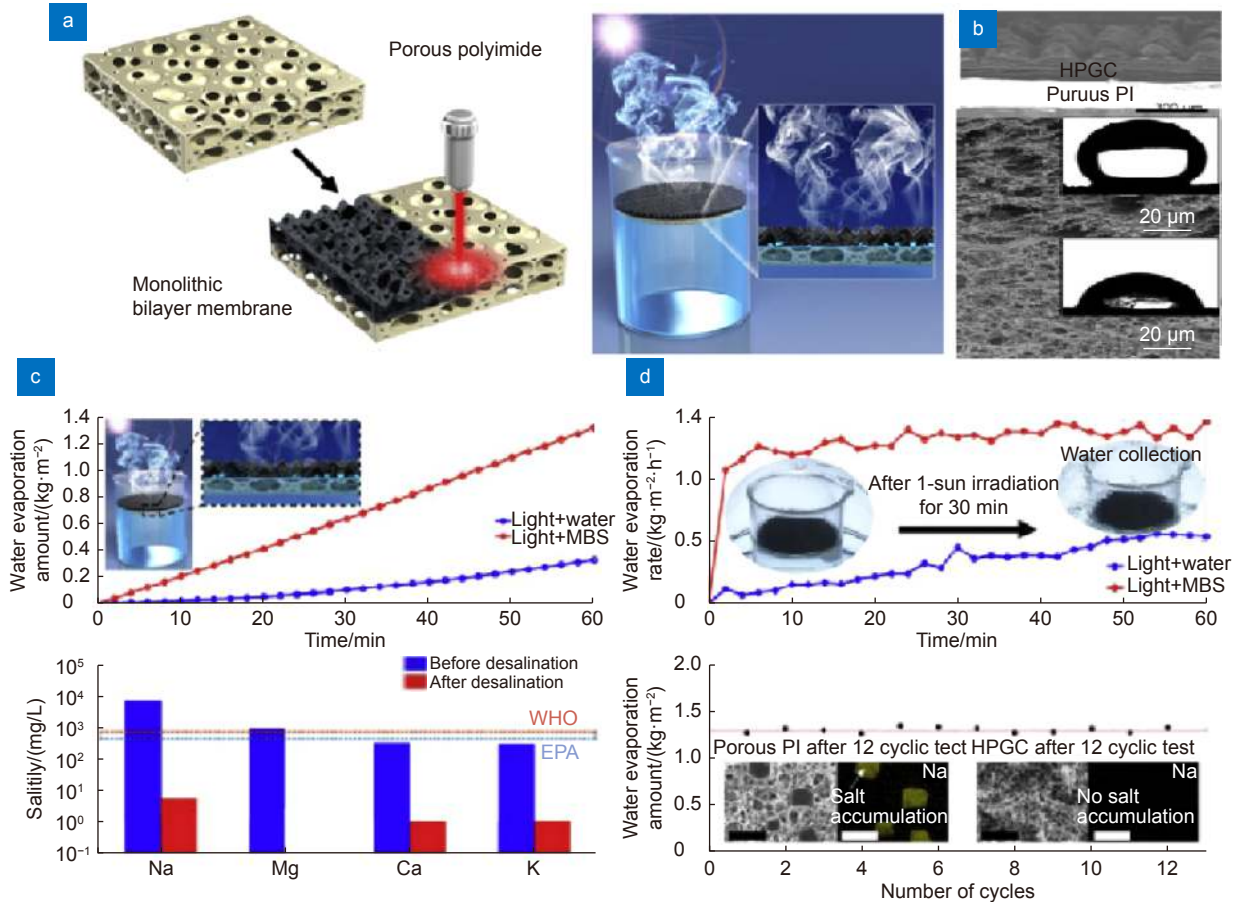 a
Porous polyimide
Monolithic
bilayer membrane
b
HPGC
Puruus PI
20 μm
20 μm
c
Water evaporation
amount/(kg·m⁻²)
1.4
1.2
1.0
0.8
0.6
0.4
0.2
0
Light+water
Light+MBS
0 10 20 30 40 50 60
Time/min
Salitily/(mg/L)
10⁵
10⁴
10³
10²
10¹
10⁰
10⁻¹
Before desalination
After desalination
WHO
EPA
Na Mg Ca K
d
Water evaporation
rate/(kg·m⁻²·h⁻¹)
1.4
1.0
0.5
0
Water collection
After 1-sun irradiation
for 30 min
Light+water
Light+MBS
0 10 20 30 40 50 60
Time/min
Water evaporation
amount/(kg·m⁻²)
2.0
1.5
1.0
0.5
0
Porous PI after 12 cyclic tect HPGC after 12 cyclic test
Na
Na
Salt
accumulation
No salt
accumulation
0 2 4 6 8 10 12
Number of cycles